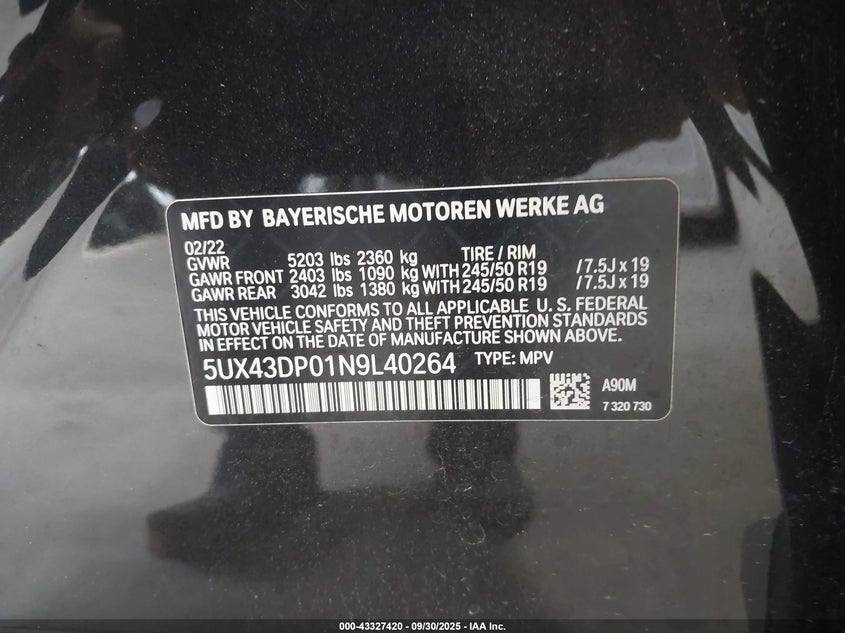 MFD BY BAYERISCHE MOTOREN WERKE AG
02/22
GVWR 5203 lbs 2360 kg TIRE / RIM
GAWR FRONT 2403 lbs 1090 kg WITH 245/50 R19 /7.5J x 19
GAWR REAR 3042 lbs 1380 kg WITH 245/50 R19 /7.5J x 19
THIS VEHICLE CONFORMS TO ALL APPLICABLE U. S. FEDERAL
MOTOR VEHICLE SAFETY AND THEFT PREVENTION STANDARDS
IN EFFECT ON THE DATE OF MANUFACTURE SHOWN ABOVE.
5UX43DP01N9L40264 TYPE: MPV
A90M
7 320 730
000-43327420 - 09/30/2025 - IAA Inc.